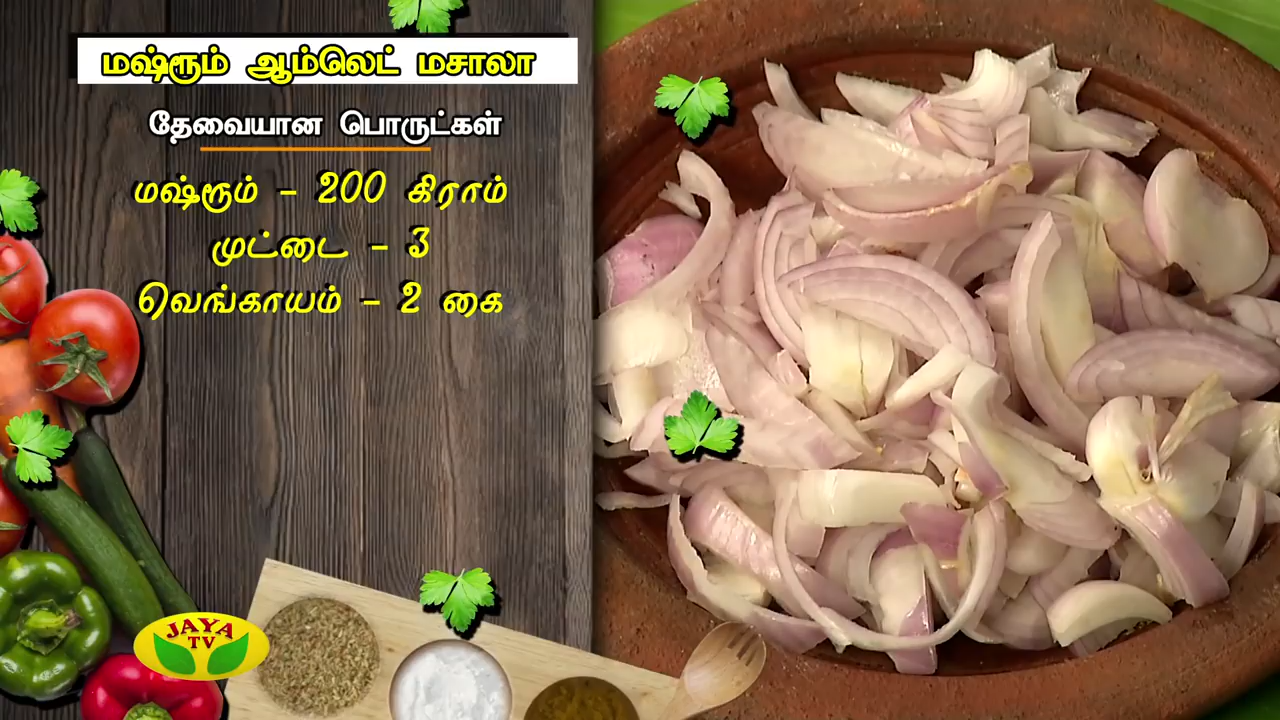 மஷ்ரூம் ஆம்லெட் மசாலா
தேவையான பொருட்கள்
மஷ்ரூம் - 200 கிராம்
முட்டை - 3
வெங்காயம் - 2 கை
JAYA
TV